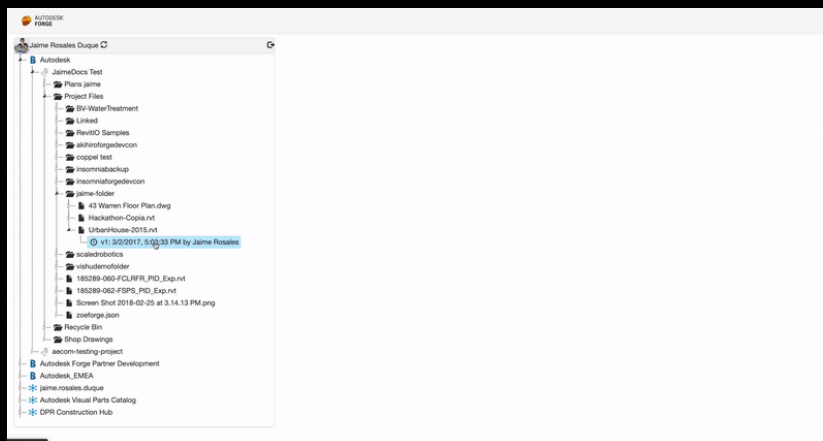 AUTODESK
FORGE
Jaime Rosales Duque
Autodesk
JaimeDocs Test
Plans jaime
Project Files
BV-WaterTreatment
Linked
RevitIO Samples
akihiroforgedevcon
coppel test
insomniabackup
insomniaforgedevcon
jaime-folder
43 Warren Floor Plan.dwg
Hackathon-Copia.rvt
UrbanHouse-2015.rvt
v1: 3/2/2017, 5:03:33 PM by Jaime Rosales
scaledrobotics
vishudemofolder
185289-060-FCLRFR_PID_Exp.rvt
185289-062-FSPS_PID_Exp.rvt
Screen Shot 2018-02-25 at 3.14.13 PM.png
zoeforge.json
Recycle Bin
Shop Drawings
aecom-testing-project
Autodesk Forge Partner Development
Autodesk_EMEA
jaime.rosales.duque
Autodesk Visual Parts Catalog
DPR Construction Hub